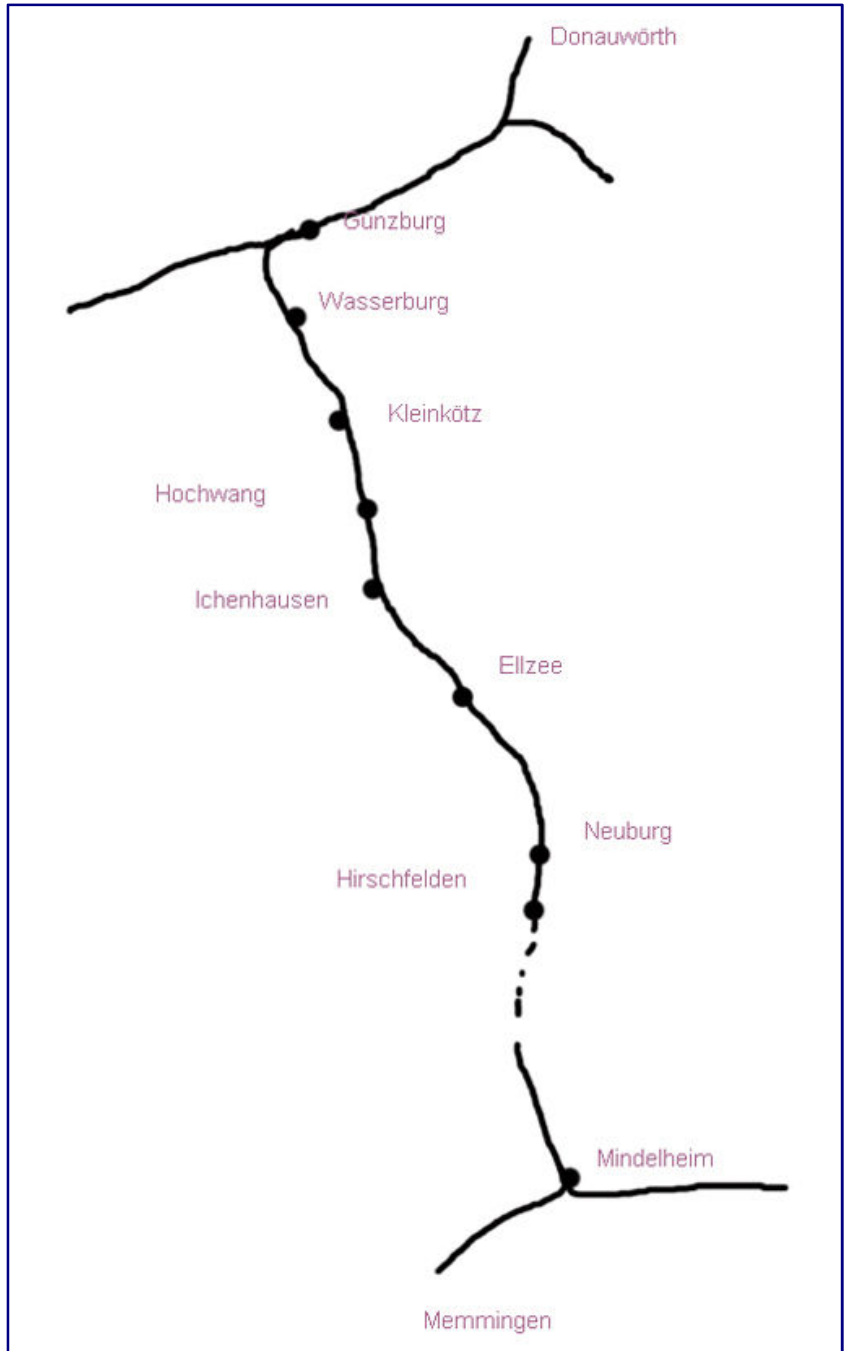 Donauwörth
Günzburg
Wasserburg
Kleinkötz
Hochwang
Ichenhausen
Ellzee
Neuburg
Hirschfelden
Mindelheim
Memmingen